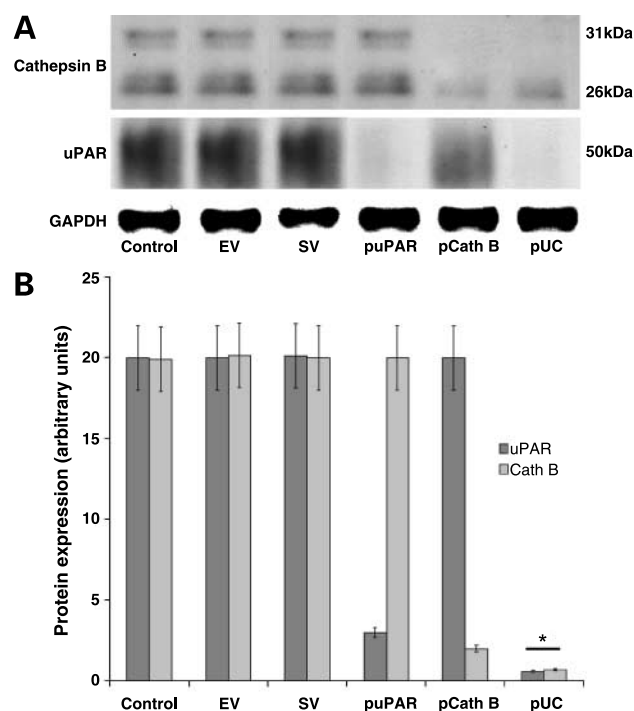 A
Cathepsin B
31kDa
26kDa
uPAR
50kDa
GAPDH
Control EV SV puPAR pCath B pUC
B
Protein expression (arbitrary units)
25
20
15
10
5
0
uPAR
Cath B
*
Control EV SV puPAR pCath B pUC